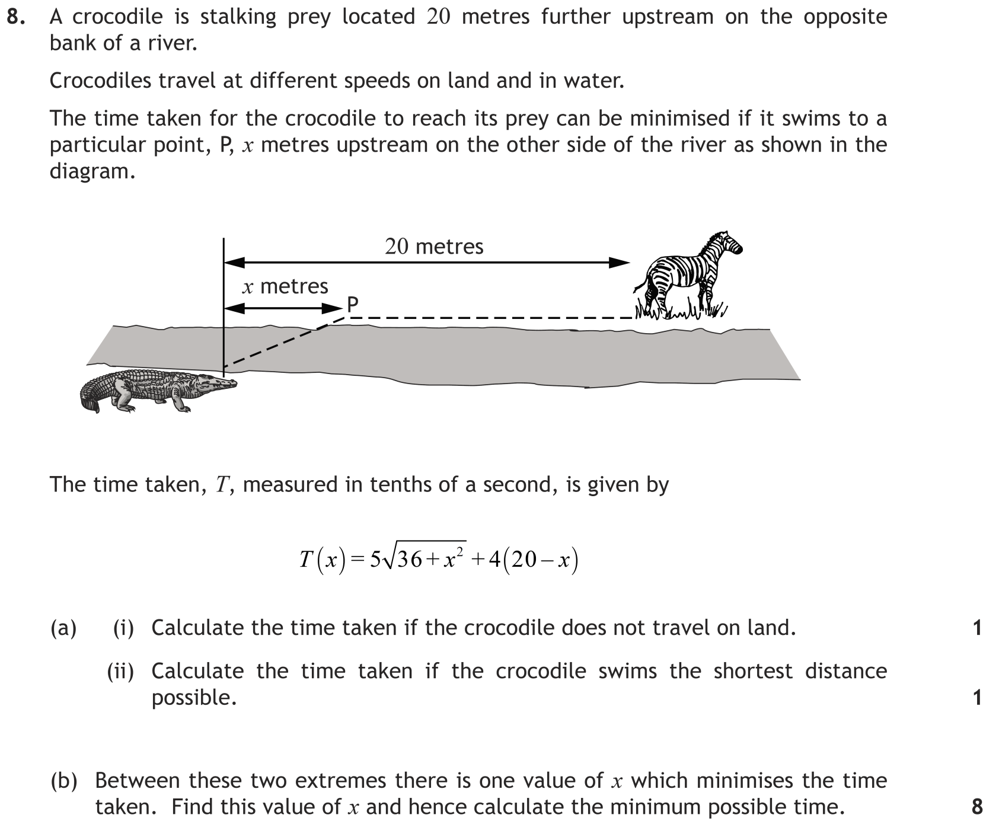 8. A crocodile is stalking prey located 20 metres further upstream on the opposite
bank of a river.
Crocodiles travel at different speeds on land and in water.
The time taken for the crocodile to reach its prey can be minimised if it swims to a
particular point, P, x metres upstream on the other side of the river as shown in the
diagram.
20 metres
x metres
P
The time taken, T, measured in tenths of a second, is given by
T(x) = 5√(36 + x²) + 4(20 – x)
(a) (i) Calculate the time taken if the crocodile does not travel on land. 1
(ii) Calculate the time taken if the crocodile swims the shortest distance
possible. 1
(b) Between these two extremes there is one value of x which minimises the time
taken. Find this value of x and hence calculate the minimum possible time. 8